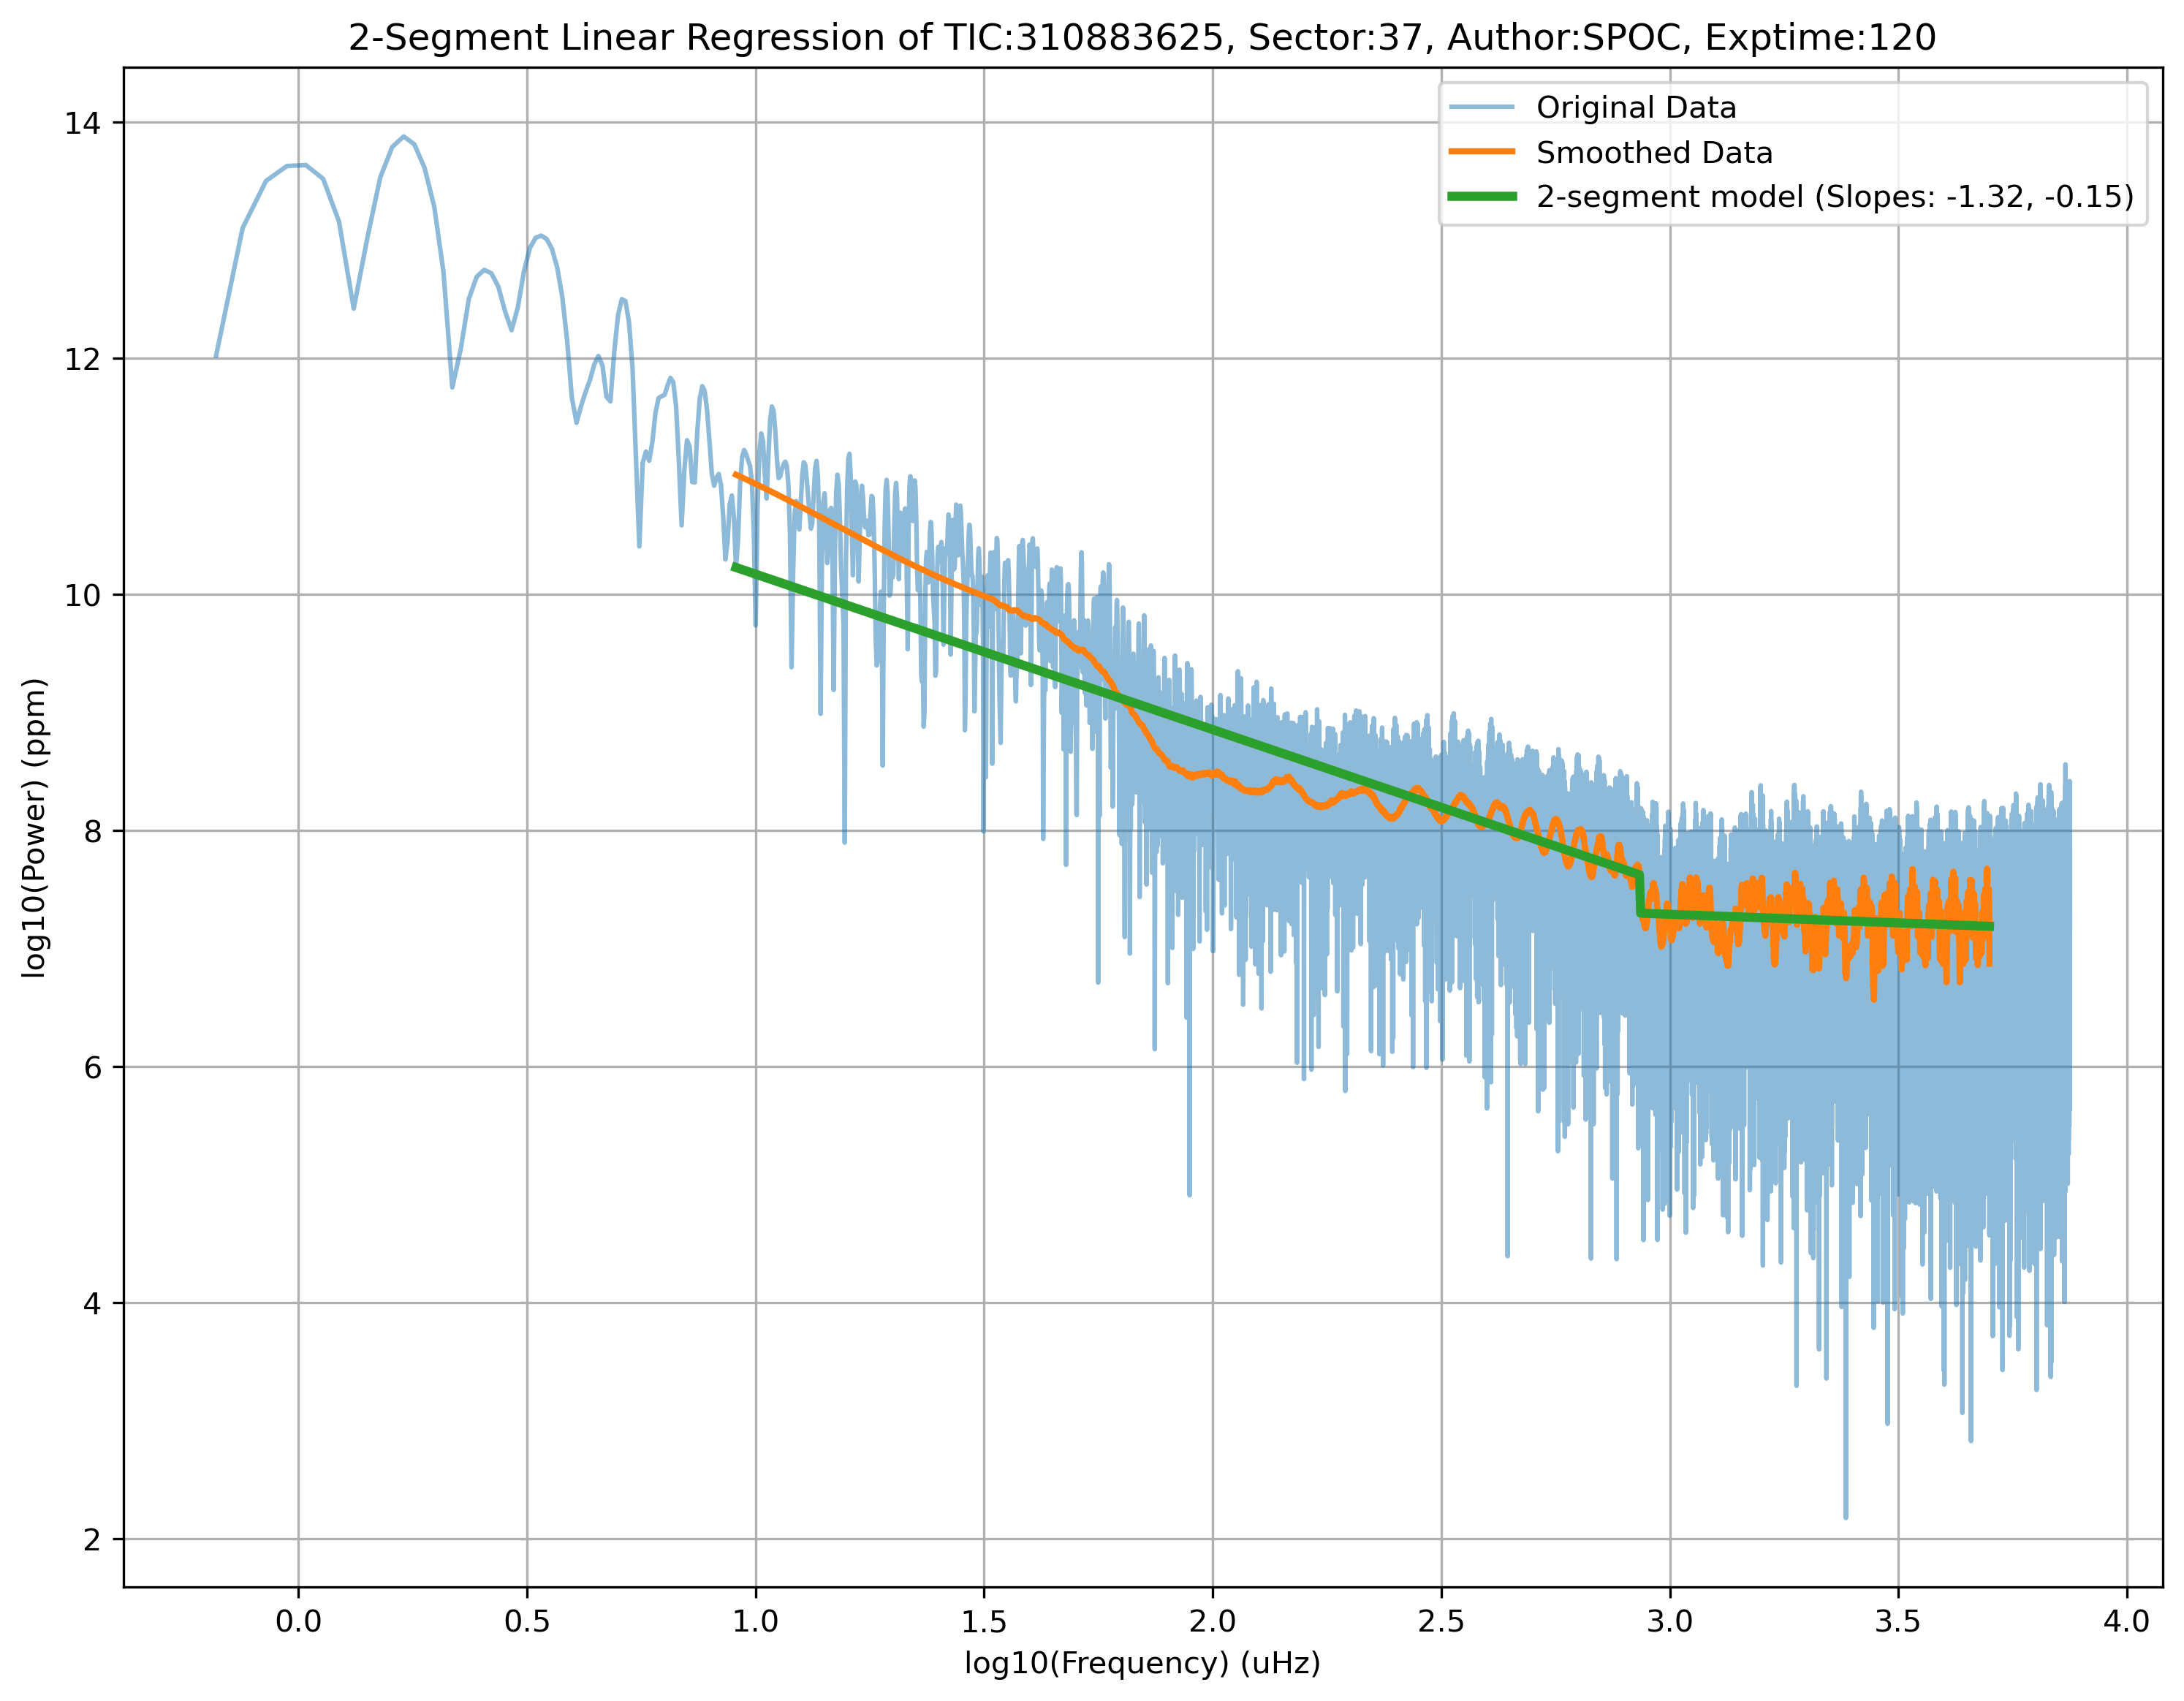 2-Segment Linear Regression of TIC:310883625, Sector:37, Author:SPOC, Exptime:120
Original Data
Smoothed Data
2-segment model (Slopes: -1.32, -0.15)
14
12
10
8
6
4
2
log10(Power) (ppm)
0.0 0.5 1.0 1.5 2.0 2.5 3.0 3.5 4.0
log10(Frequency) (uHz)